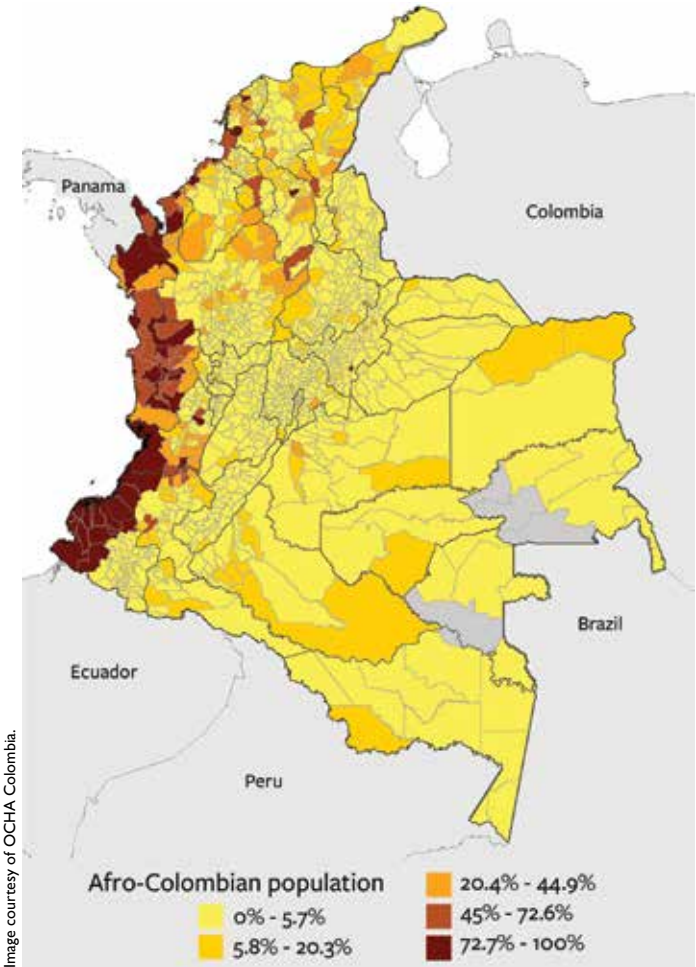 Panama
Colombia
Brazil
Ecuador
Peru
Image courtesy of OCHA Colombia.
Afro-Colombian population
0% - 5.7%
5.8% - 20.3%
20.4% - 44.9%
45% - 72.6%
72.7% - 100%